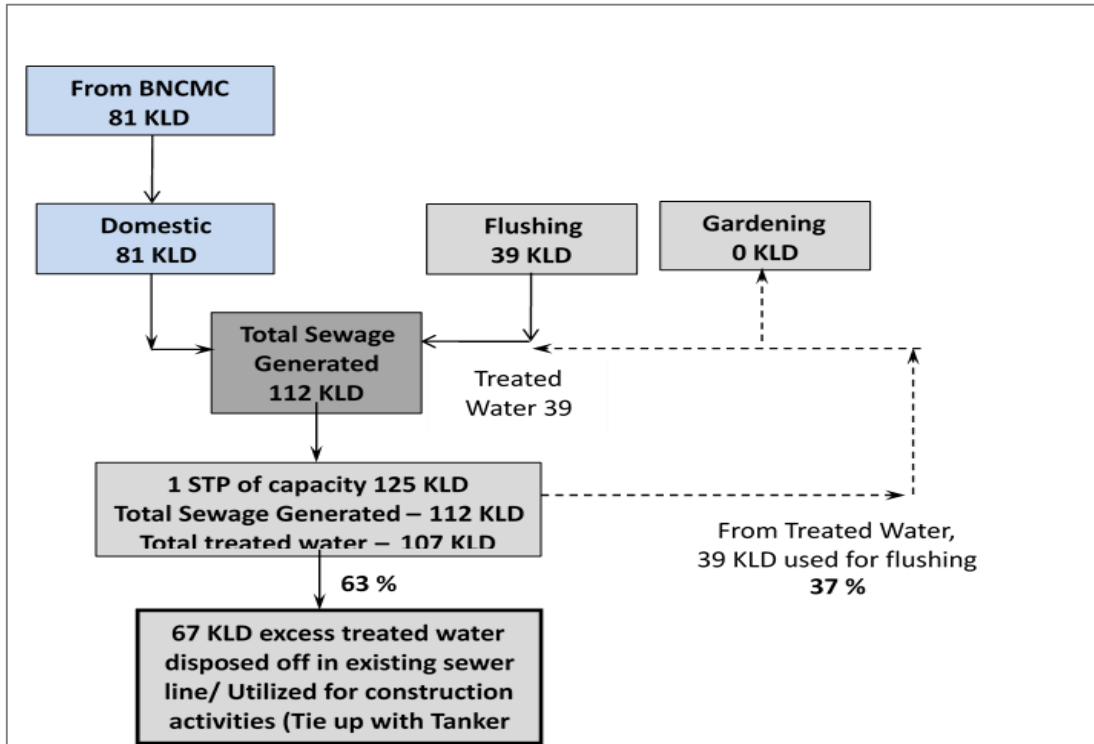 From BNCMC
81 KLD
Domestic
81 KLD
Flushing
39 KLD
Gardening
0 KLD
Total Sewage
Generated
112 KLD
Treated
Water 39
1 STP of capacity 125 KLD
Total Sewage Generated – 112 KLD
Total treated water – 107 KLD
From Treated Water,
39 KLD used for flushing
37 %
63 %
67 KLD excess treated water
disposed off in existing sewer
line/ Utilized for construction
activities (Tie up with Tanker